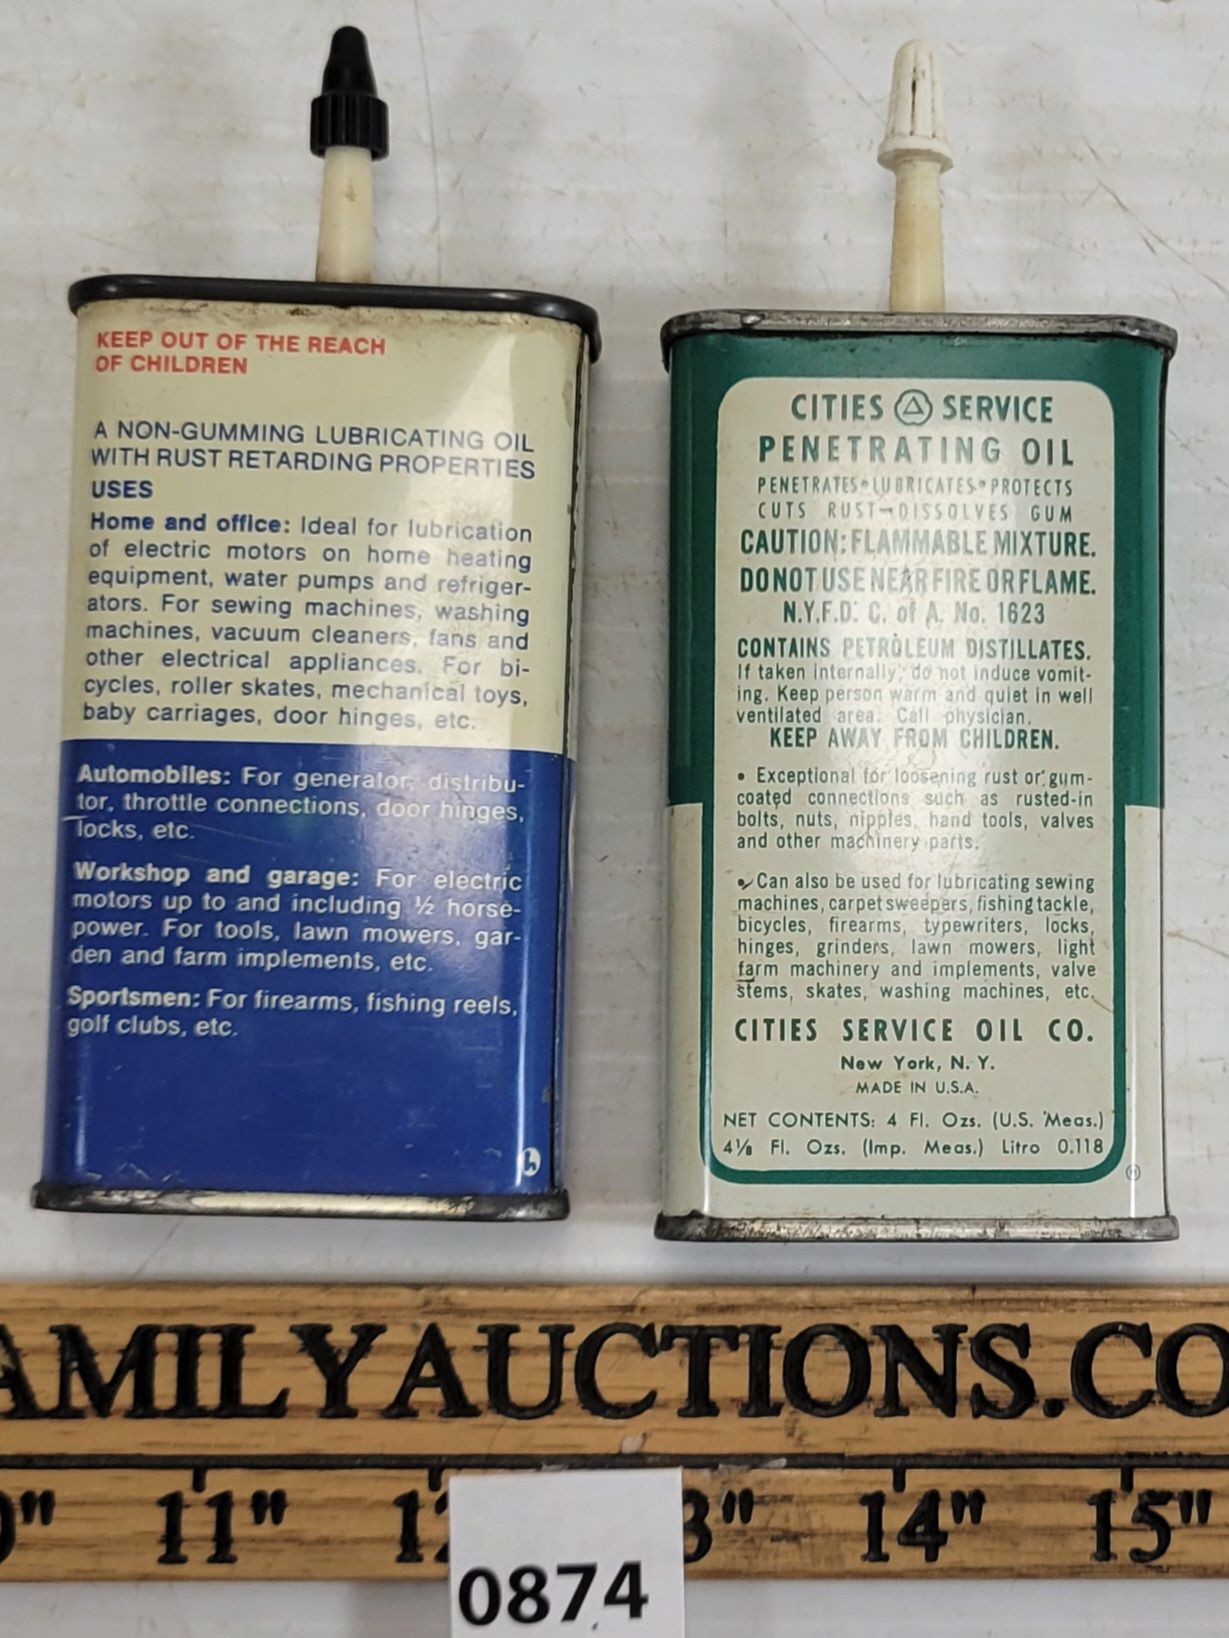 KEEP OUT OF THE REACH
OF CHILDREN
A NON-GUMMING LUBRICATING OIL
WITH RUST RETARDING PROPERTIES
USES
Home and office: Ideal for lubrication
of electric motors on home heating
equipment, water pumps and refriger-
ators. For sewing machines, washing
machines, vacuum cleaners, fans and
other electrical appliances. For bi-
cycles, roller skates, mechanical toys,
baby carriages, door hinges, etc.
Automobiles: For generator, distribu-
tor, throttle connections, door hinges,
locks, etc.
Workshop and garage: For electric
motors up to and including ½ horse-
power. For tools, lawn mowers, gar-
den and farm implements, etc.
Sportsmen: For firearms, fishing reels,
golf clubs, etc.
CITIES SERVICE
PENETRATING OIL
PENETRATES•LUBRICATES•PROTECTS
CUTS RUST—DISSOLVES GUM
CAUTION: FLAMMABLE MIXTURE.
DO NOT USE NEAR FIRE OR FLAME.
N.Y.F.D. C. of A. No. 1623
CONTAINS PETROLEUM DISTILLATES.
If taken internally, do not induce vomit-
ing. Keep person warm and quiet in well
ventilated area. Call physician.
KEEP AWAY FROM CHILDREN.
• Exceptional for loosening rust or gum-
coated connections such as rusted-in
bolts, nuts, nipples, hand tools, valves
and other machinery parts.
• Can also be used for lubricating sewing
machines, carpet sweepers, fishing tackle,
bicycles, firearms, typewriters, locks,
hinges, grinders, lawn mowers, light
farm machinery and implements, valve
stems, skates, washing machines, etc.
CITIES SERVICE OIL CO.
New York, N. Y.
MADE IN U.S.A.
NET CONTENTS: 4 Fl. Ozs. (U.S. Meas.)
4⅛ Fl. Ozs. (Imp. Meas.) Litro 0.118
AMILYAUCTIONS.CO
0" 11" 12 3" 14" 15"
0874